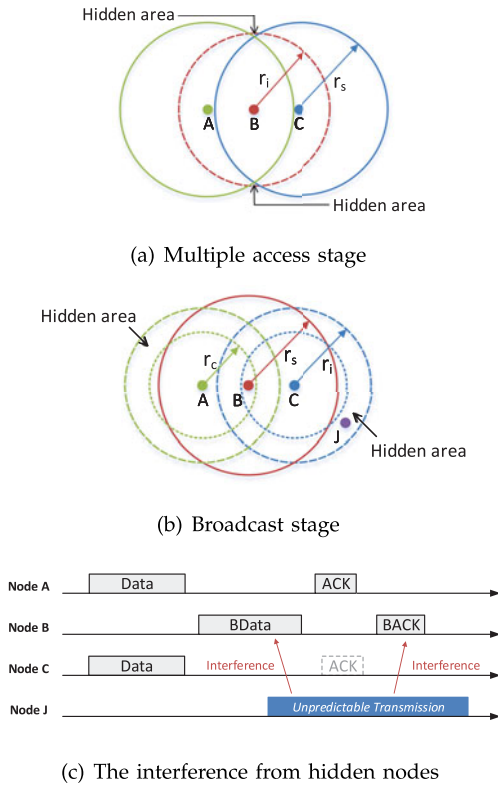 Hidden area
r_i
r_s
A B C
Hidden area
(a) Multiple access stage
Hidden area
r_c r_s r_i
A B C
J
Hidden area
(b) Broadcast stage
Node A Data ACK
Node B BData BACK
Node C Data Interference ACK Interference
Node J Unpredictable Transmission
(c) The interference from hidden nodes